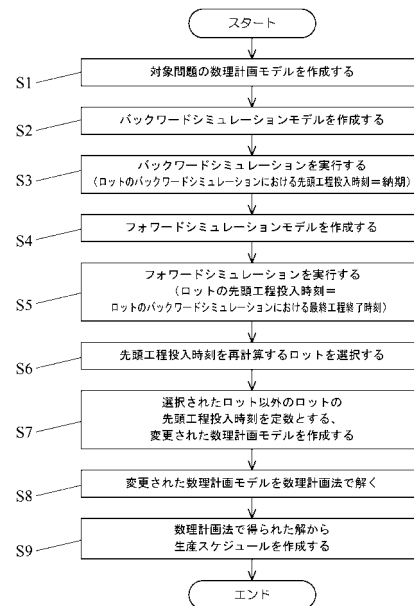 スタート
S1
対象問題の数理計画モデルを作成する
S2
バックワードシミュレーションモデルを作成する
S3
バックワードシミュレーションを実行する
(ロットのバックワードシミュレーションにおける先頭工程投入時刻=納期)
S4
フォワードシミュレーションモデルを作成する
S5
フォワードシミュレーションを実行する
(ロットの先頭工程投入時刻=
ロットのバックワードシミュレーションにおける最終工程終了時刻)
S6
先頭工程投入時刻を再計算するロットを選択する
S7
選択されたロット以外のロットの
先頭工程投入時刻を定数とする、
変更された数理計画モデルを作成する
S8
変更された数理計画モデルを数理計画法で解く
S9
数理計画法で得られた解から
生産スケジュールを作成する
エンド